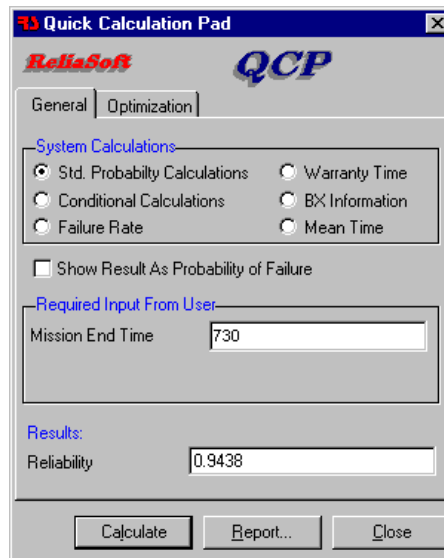 RS Quick Calculation Pad
ReliaSoft QCP
General Optimization
System Calculations
Std. Probabilty Calculations Warranty Time
Conditional Calculations BX Information
Failure Rate Mean Time
Show Result As Probability of Failure
Required Input From User
Mission End Time 730
Results:
Reliability 0.9438
Calculate Report... Close